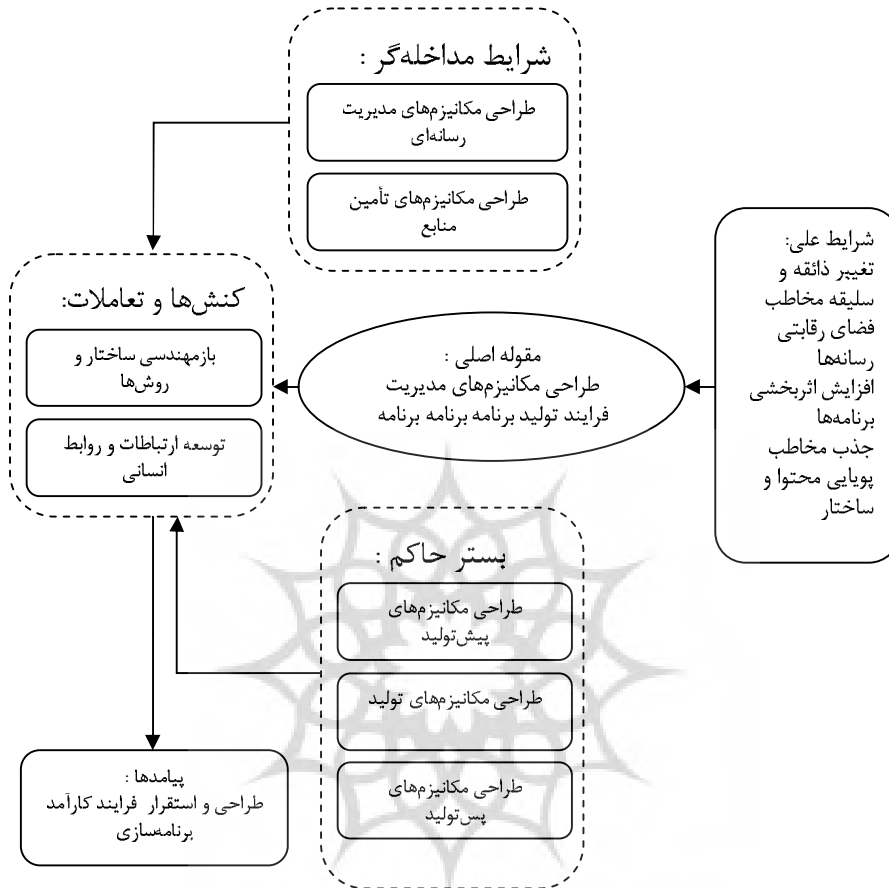 شرایط مداخله‌گر :
طراحی مکانیزم‌های مدیریت
رسانه‌ای
طراحی مکانیزم‌های تأمین
منابع
شرایط علی:
تغییر ذائقه و
سلیقه مخاطب
فضای رقابتی
رسانه‌ها
افزایش اثربخشی
برنامه‌ها
جذب مخاطب
پویایی محتوا و
ساختار
مقوله اصلی :
طراحی مکانیزم‌های مدیریت
فرایند تولید برنامه برنامه برنامه
کنش‌ها و تعاملات:
بازمهندسی ساختار و
روش‌ها
توسعه ارتباطات و روابط
انسانی
بستر حاکم :
طراحی مکانیزم‌های
پیش‌تولید
طراحی مکانیزم‌های تولید
طراحی مکانیزم‌های
پس‌تولید
پیامدها :
طراحی و استقرار فرایند کارآمد
برنامه‌سازی